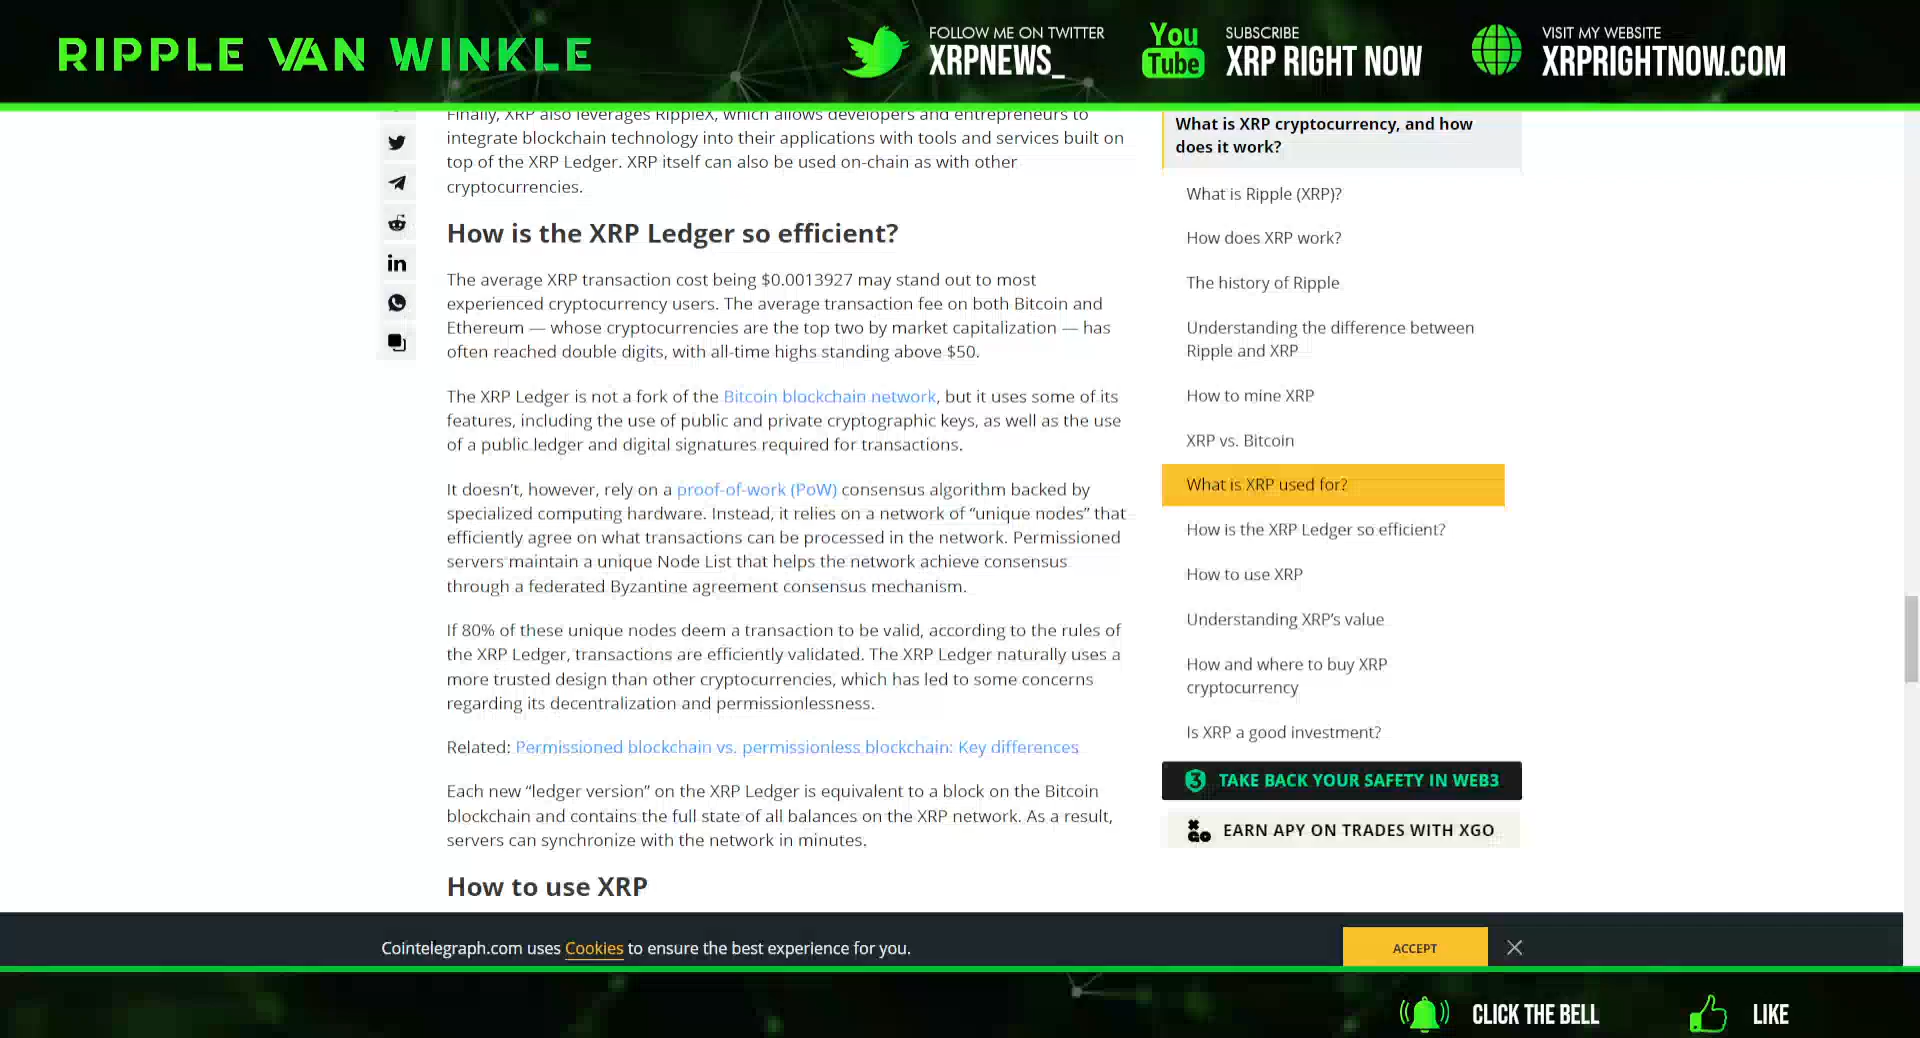 RIPPLE VAN WINKLE
FOLLOW ME ON TWITTER
XRPNEWS_
You
Tube
SUBSCRIBE
XRP RIGHT NOW
VISIT MY WEBSITE
XRPRIGHTNOW.COM
Finally, XRP also leverages RippleX, which allows developers and entrepreneurs to
integrate blockchain technology into their applications with tools and services built on
top of the XRP Ledger. XRP itself can also be used on-chain as with other
cryptocurrencies.
How is the XRP Ledger so efficient?
The average XRP transaction cost being $0.0013927 may stand out to most
experienced cryptocurrency users. The average transaction fee on both Bitcoin and
Ethereum — whose cryptocurrencies are the top two by market capitalization — has
often reached double digits, with all-time highs standing above $50.
The XRP Ledger is not a fork of the Bitcoin blockchain network, but it uses some of its
features, including the use of public and private cryptographic keys, as well as the use
of a public ledger and digital signatures required for transactions.
It doesn’t, however, rely on a proof-of-work (PoW) consensus algorithm backed by
specialized computing hardware. Instead, it relies on a network of “unique nodes” that
efficiently agree on what transactions can be processed in the network. Permissioned
servers maintain a unique Node List that helps the network achieve consensus
through a federated Byzantine agreement consensus mechanism.
If 80% of these unique nodes deem a transaction to be valid, according to the rules of
the XRP Ledger, transactions are efficiently validated. The XRP Ledger naturally uses a
more trusted design than other cryptocurrencies, which has led to some concerns
regarding its decentralization and permissionlessness.
Related: Permissioned blockchain vs. permissionless blockchain: Key differences
Each new “ledger version” on the XRP Ledger is equivalent to a block on the Bitcoin
blockchain and contains the full state of all balances on the XRP network. As a result,
servers can synchronize with the network in minutes.
How to use XRP
What is XRP cryptocurrency, and how
does it work?
What is Ripple (XRP)?
How does XRP work?
The history of Ripple
Understanding the difference between
Ripple and XRP
How to mine XRP
XRP vs. Bitcoin
What is XRP used for?
How is the XRP Ledger so efficient?
How to use XRP
Understanding XRP’s value
How and where to buy XRP
cryptocurrency
Is XRP a good investment?
TAKE BACK YOUR SAFETY IN WEB3
EARN APY ON TRADES WITH XGO
Cointelegraph.com uses Cookies to ensure the best experience for you.
ACCEPT
CLICK THE BELL
LIKE